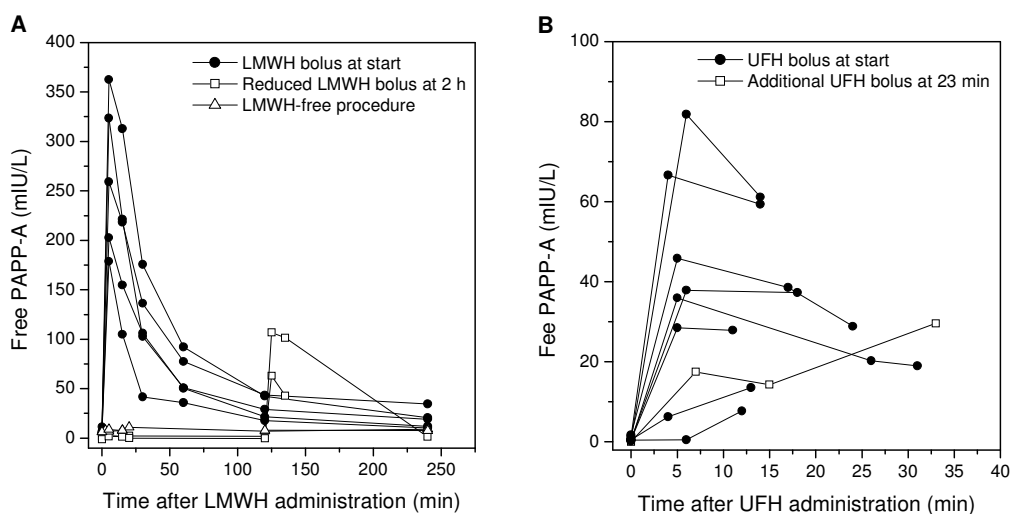 A
Free PAPP-A (mIU/L)
400
350
300
250
200
150
100
50
0
LMWH bolus at start
Reduced LMWH bolus at 2 h
LMWH-free procedure
0 50 100 150 200 250
Time after LMWH administration (min)
B
Fee PAPP-A (mIU/L)
100
80
60
40
20
0
UFH bolus at start
Additional UFH bolus at 23 min
0 5 10 15 20 25 30 35 40
Time after UFH administration (min)